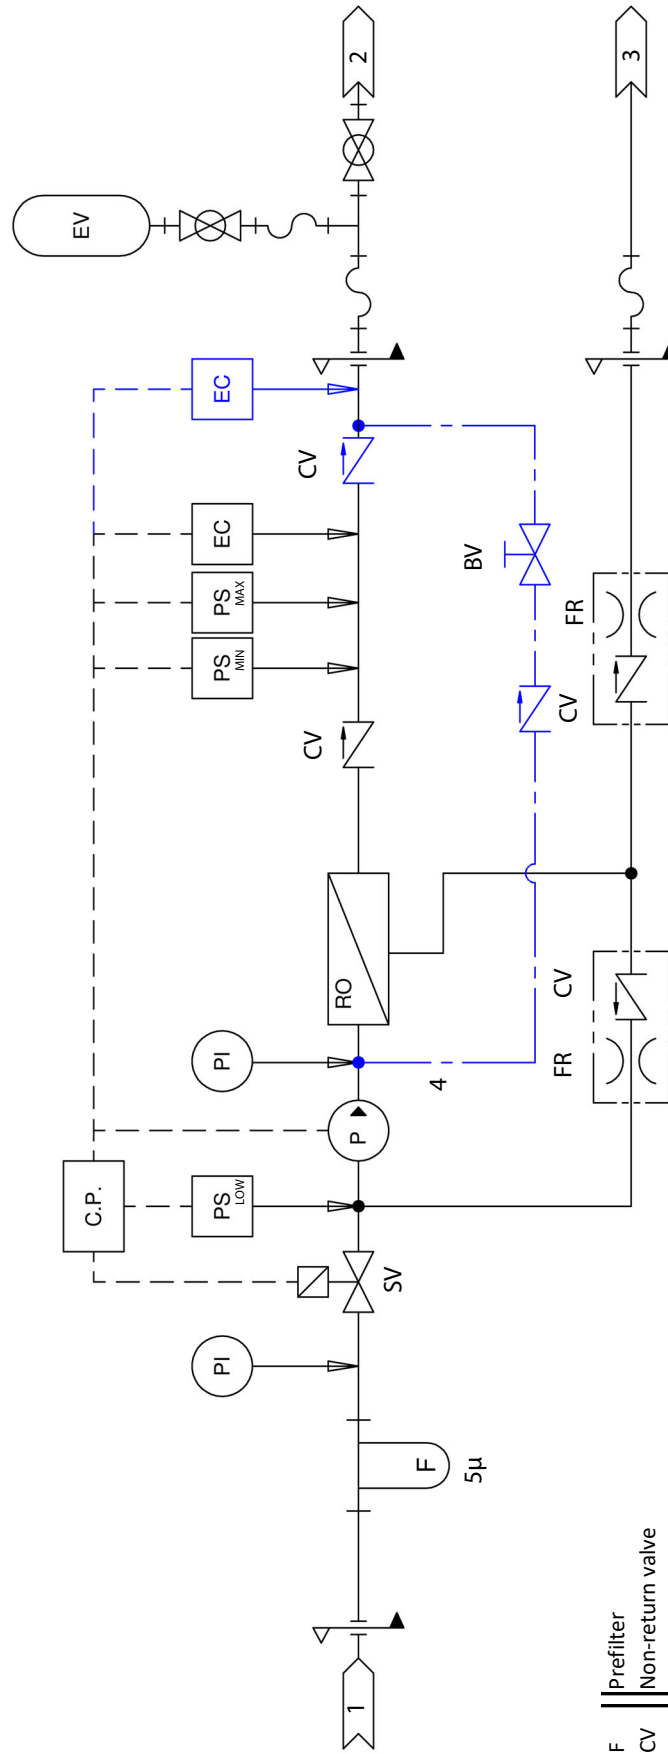 EV
C.P.
PI
PS
LOW
PI
PS
MIN
PS
MAX
EC
EC
CV
CV
RO
1
P
2
SV
F
4
5µ
BV
FR
CV
CV
FR
3
F Prefilter
CV Non-return valve